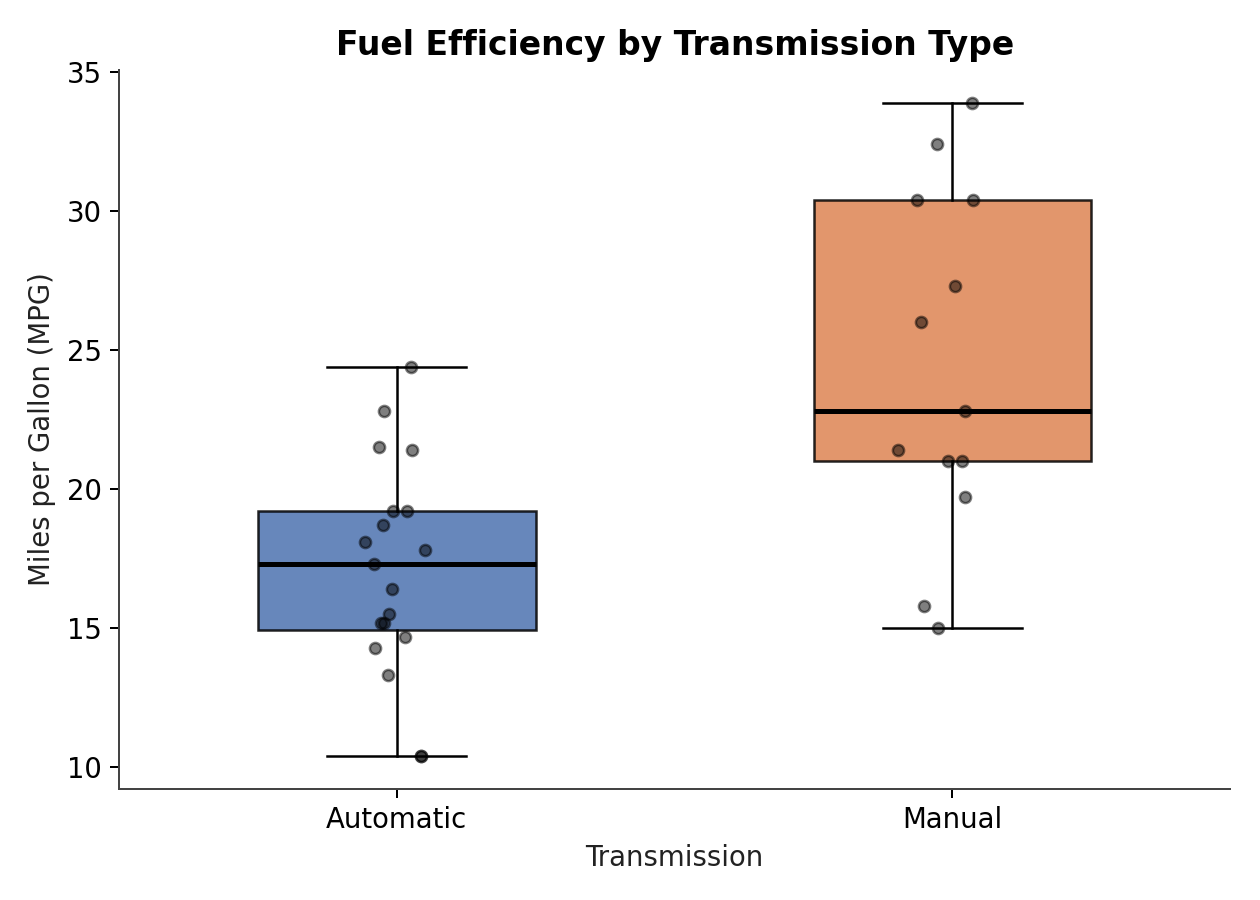 Fuel Efficiency by Transmission Type
Miles per Gallon (MPG)
35
30
25
20
15
10
Automatic
Manual
Transmission